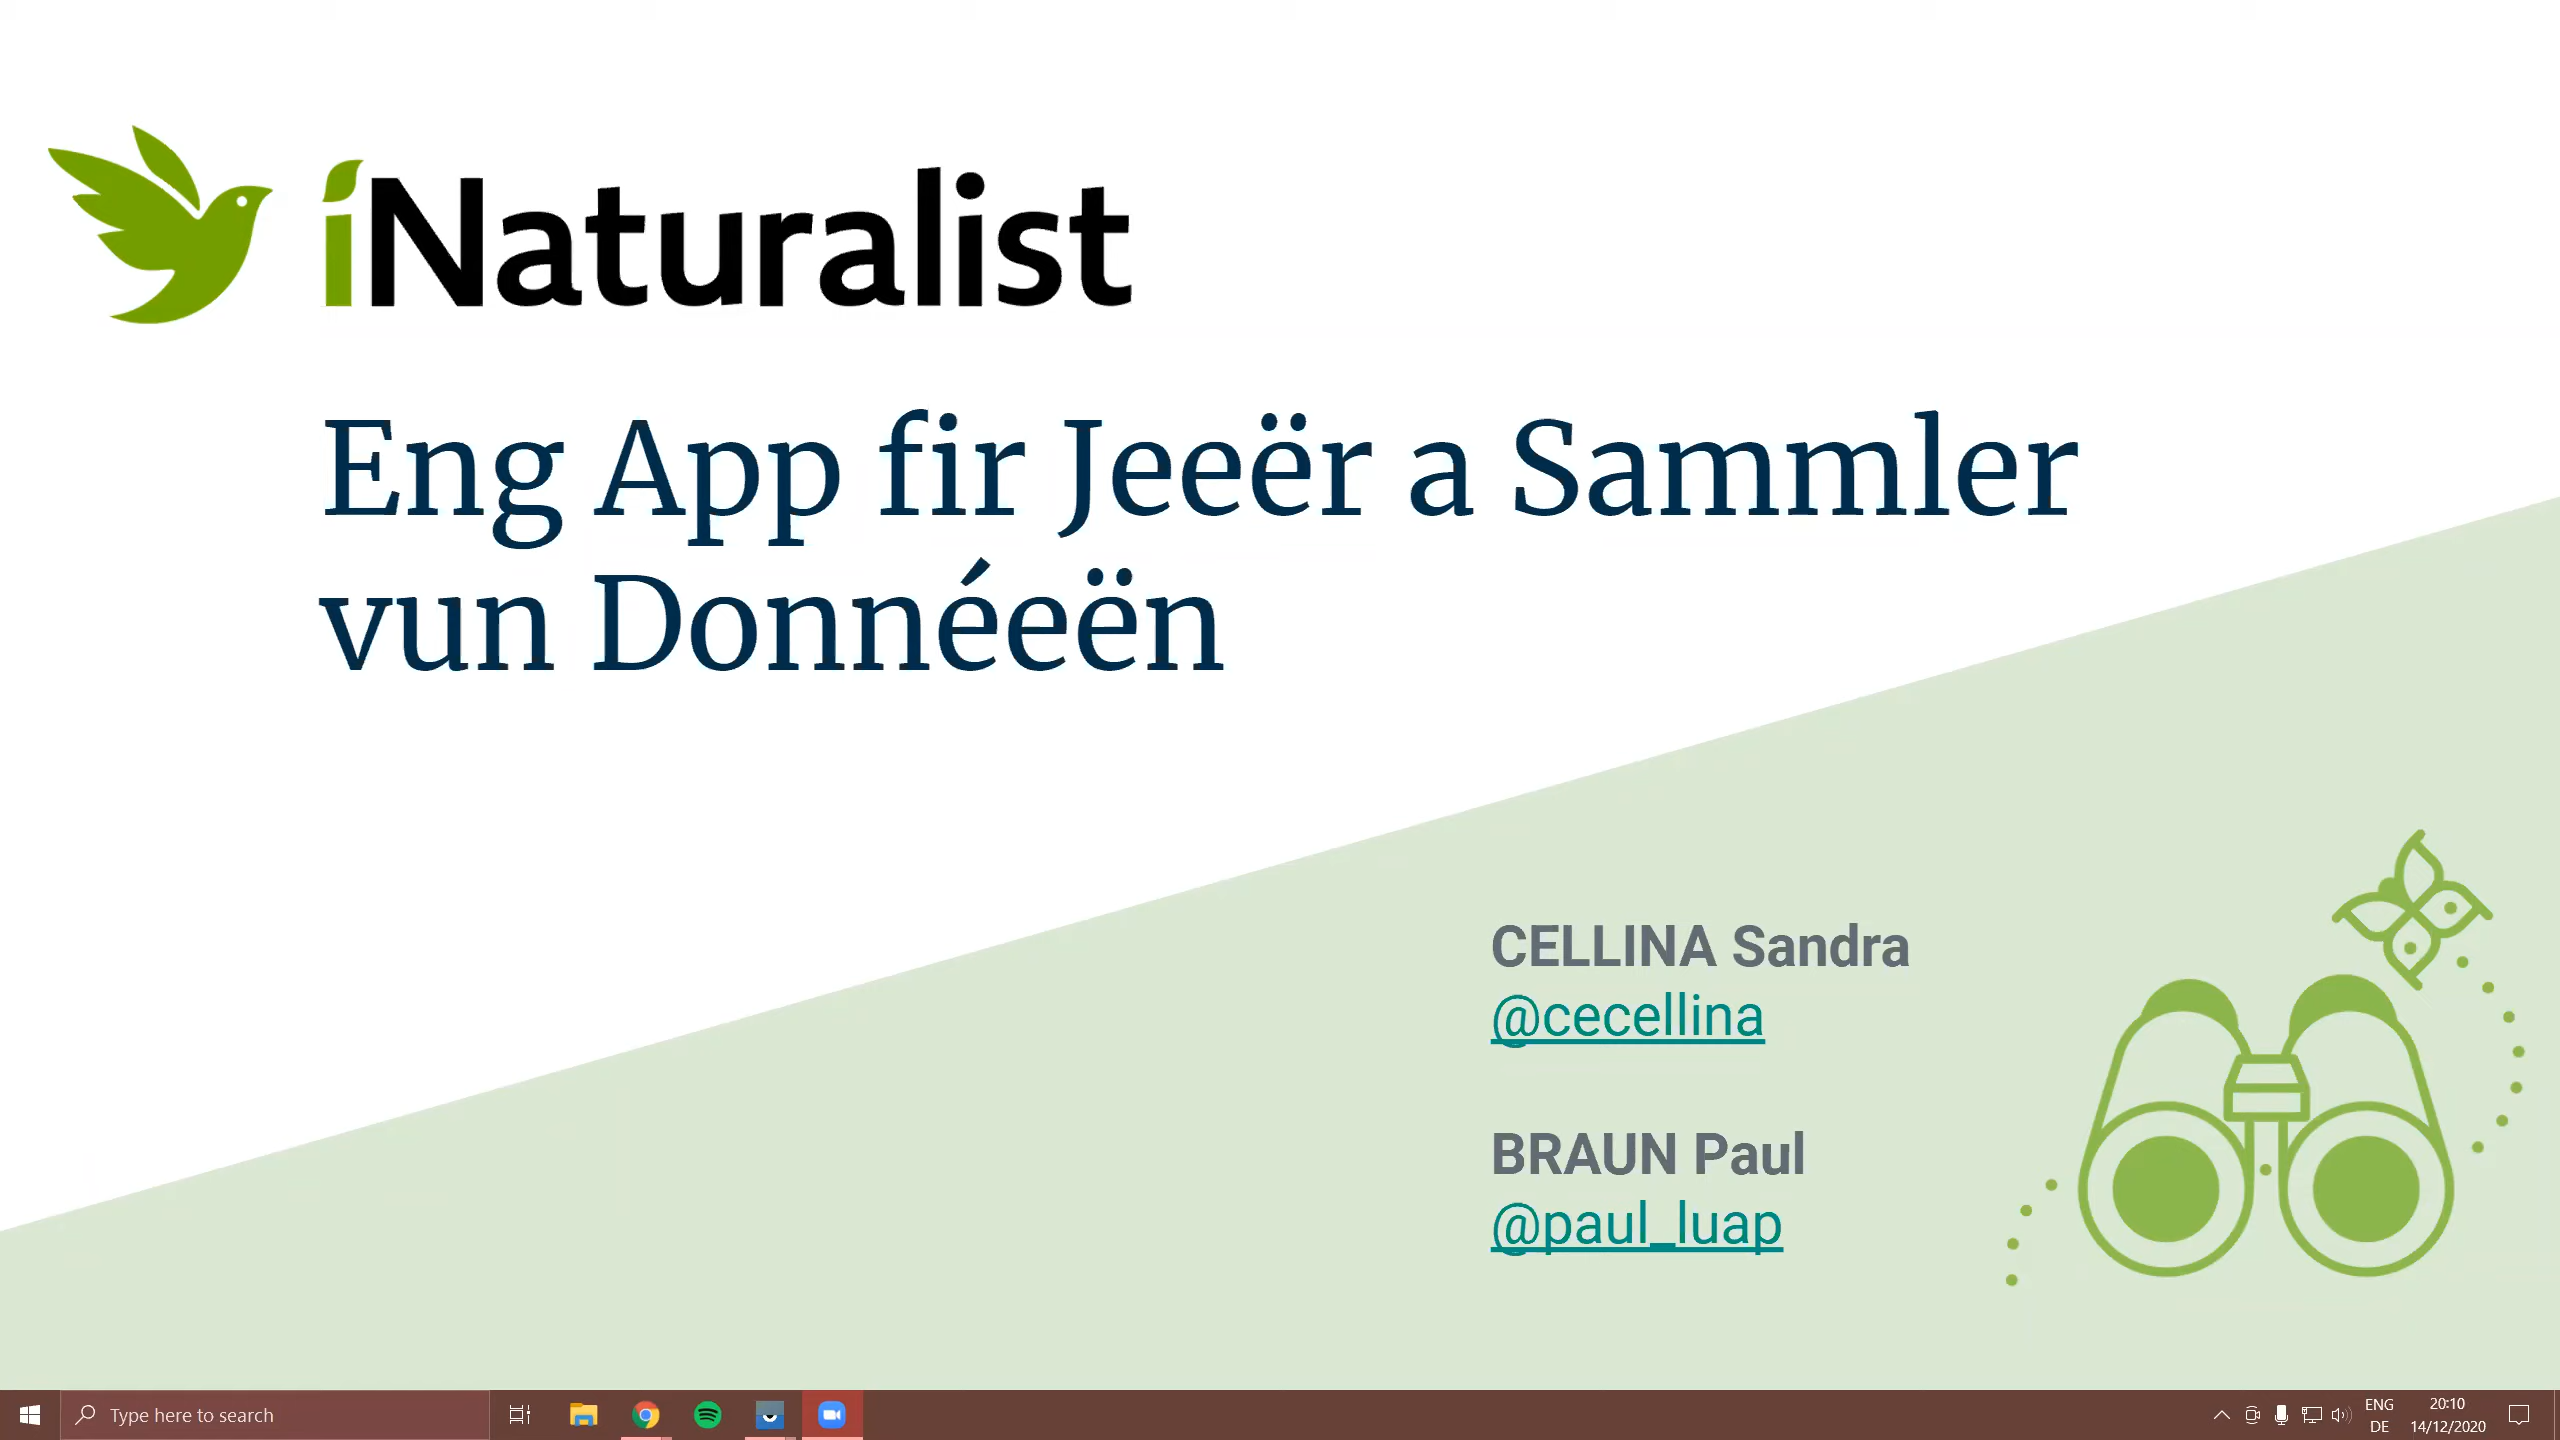 iNaturalist
Eng App fir Jeeër a Sammler
vun Donnéeën
CELLINA Sandra
@cecellina
BRAUN Paul
@paul_luap
Type here to search
ENG
DE
20:10
14/12/2020